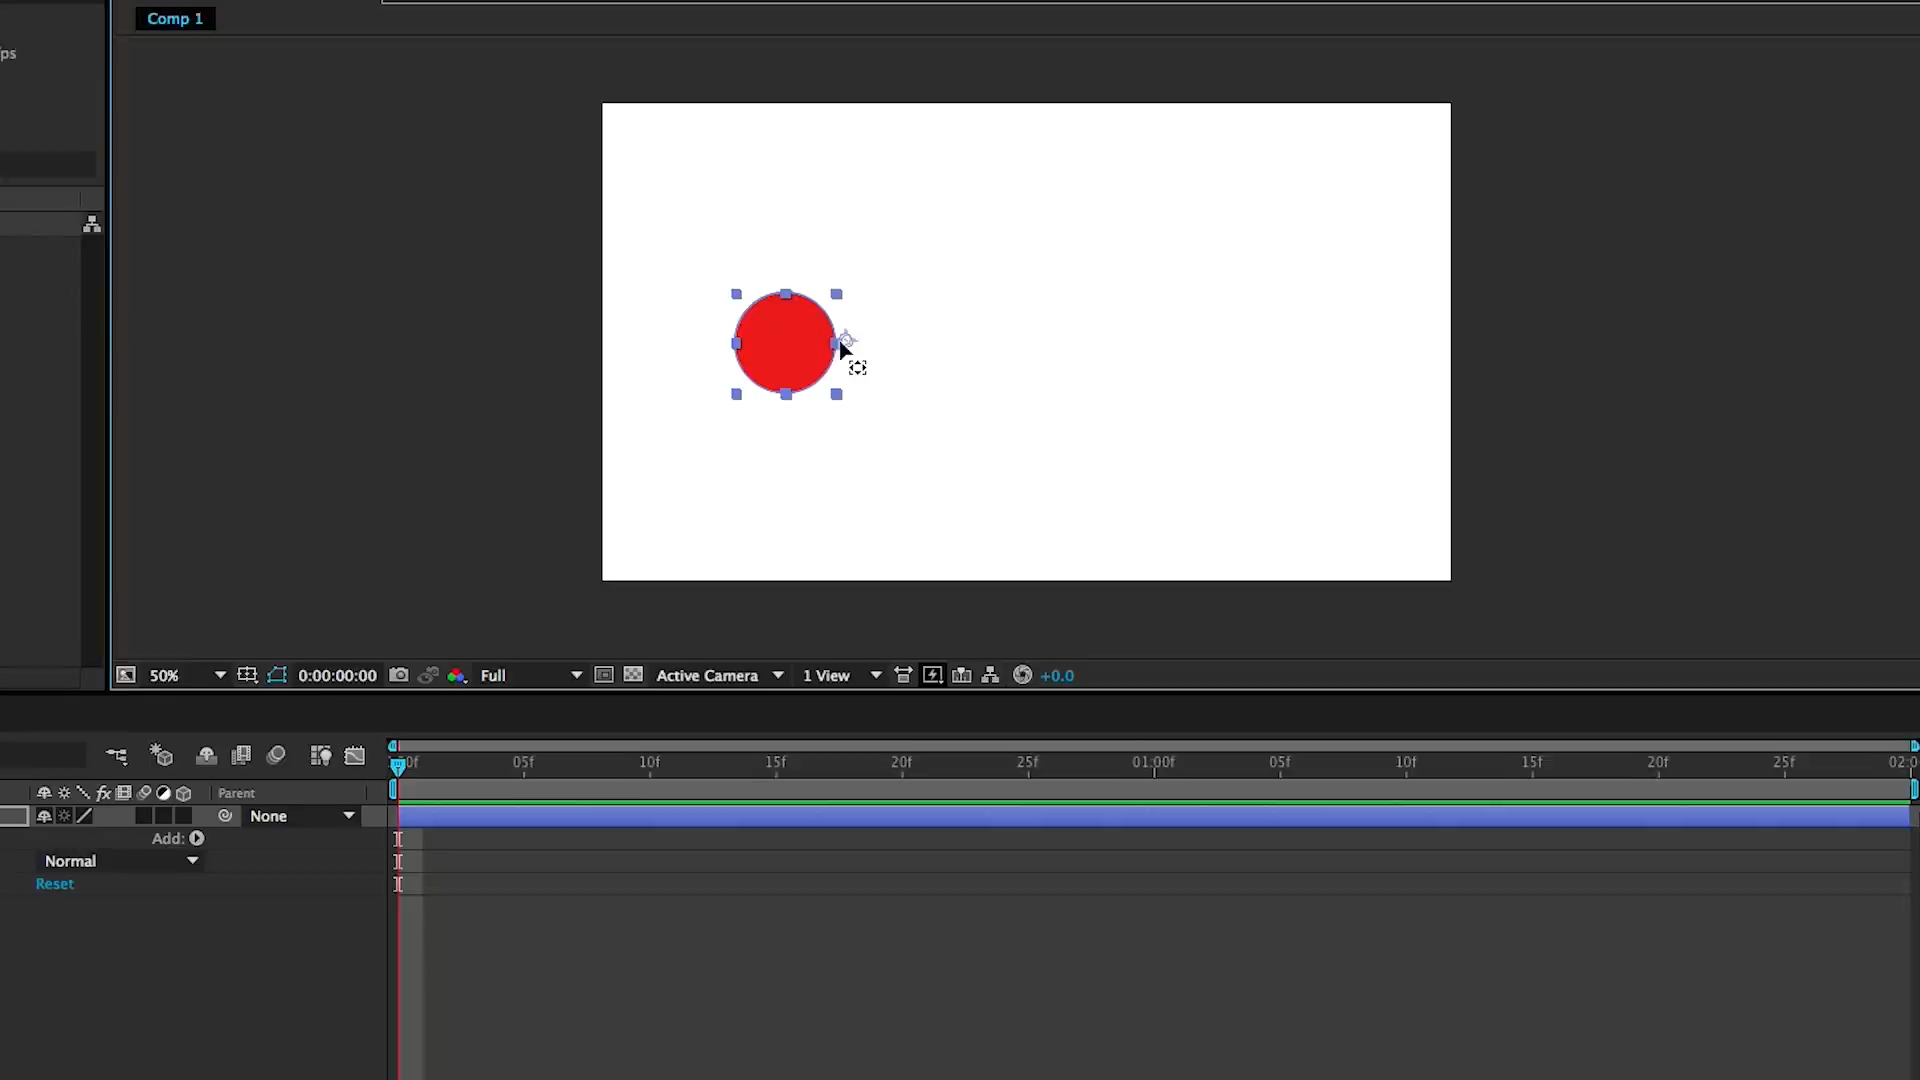 Comp 1
ps
50%
0:00:00:00
Full
Active Camera
1 View
+0.0
0f 05f 10f 15f 20f 25f 01:00f 05f 10f 15f 20f 25f 02:0
fx
Parent
None
Add:
Normal
Reset